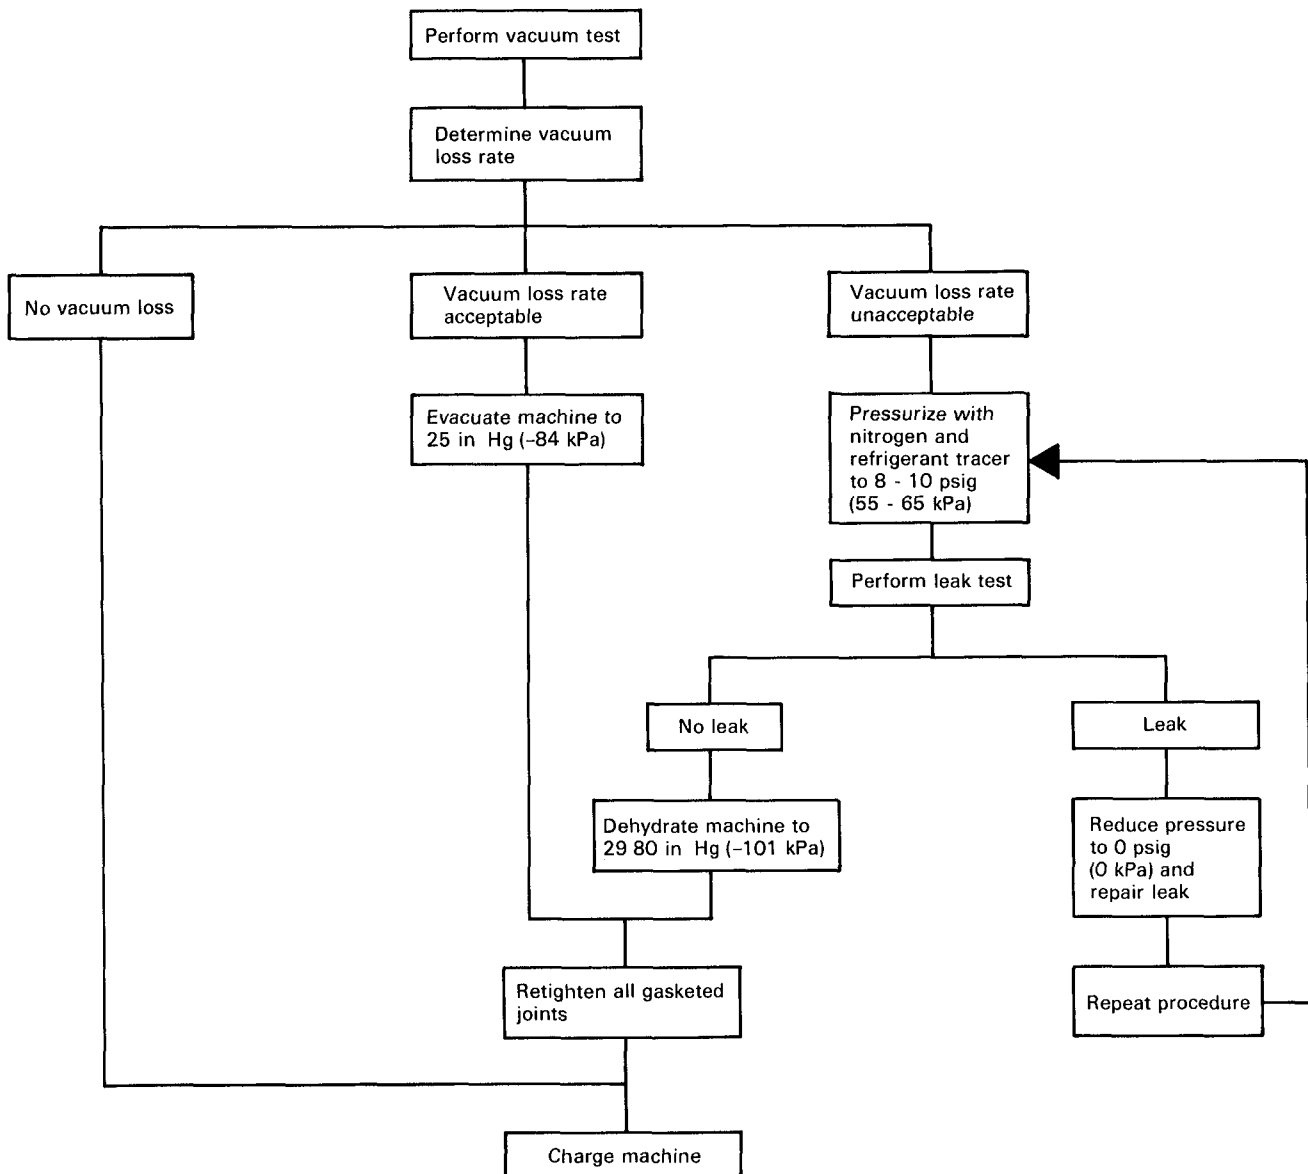 Perform vacuum test
Determine vacuum
loss rate
No vacuum loss
Vacuum loss rate
acceptable
Vacuum loss rate
unacceptable
Evacuate machine to
25 in Hg (–84 kPa)
Pressurize with
nitrogen and
refrigerant tracer
to 8 - 10 psig
(55 - 65 kPa)
Perform leak test
No leak
Leak
Dehydrate machine to
29 80 in Hg (–101 kPa)
Reduce pressure
to 0 psig
(0 kPa) and
repair leak
Retighten all gasketed
joints
Repeat procedure
Charge machine